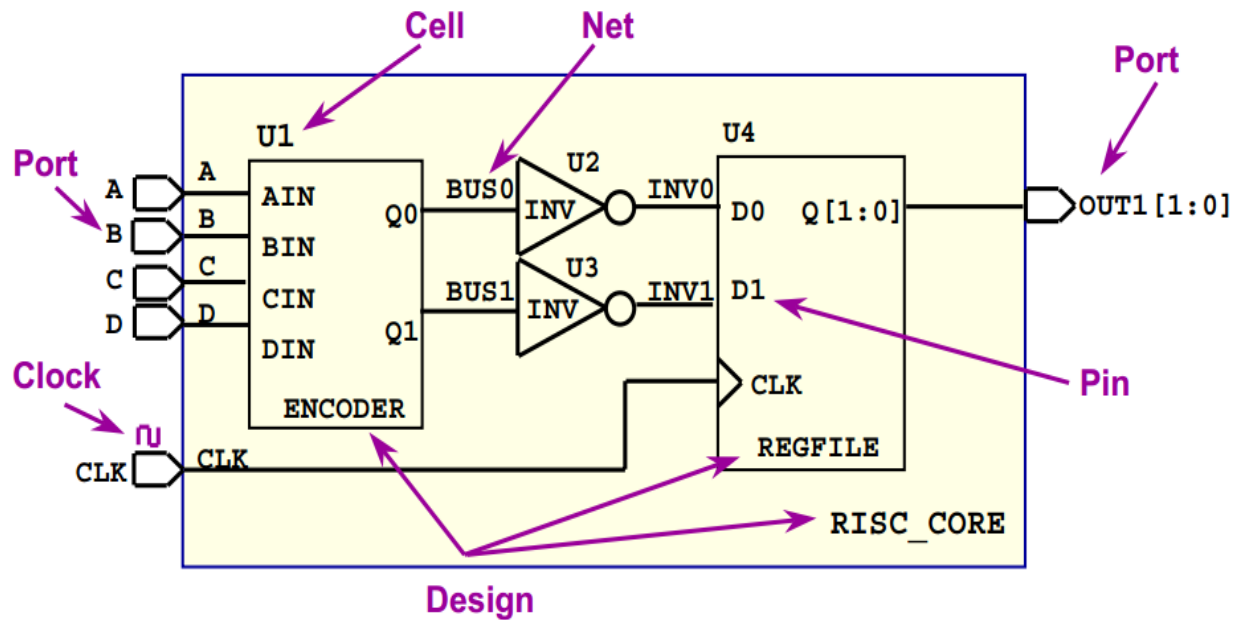 Cell
Net
Port
U1
U4
Port
U2
A
A
AIN
BUS0
INV
INV0
D0
Q[1:0]
OUT1[1:0]
Q0
B
B
BIN
C
C
CIN
U3
BUS1
INV
INV1
D1
D
D
DIN
Q1
Clock
CLK
Pin
ENCODER
REGFILE
CLK
CLK
RISC_CORE
Design